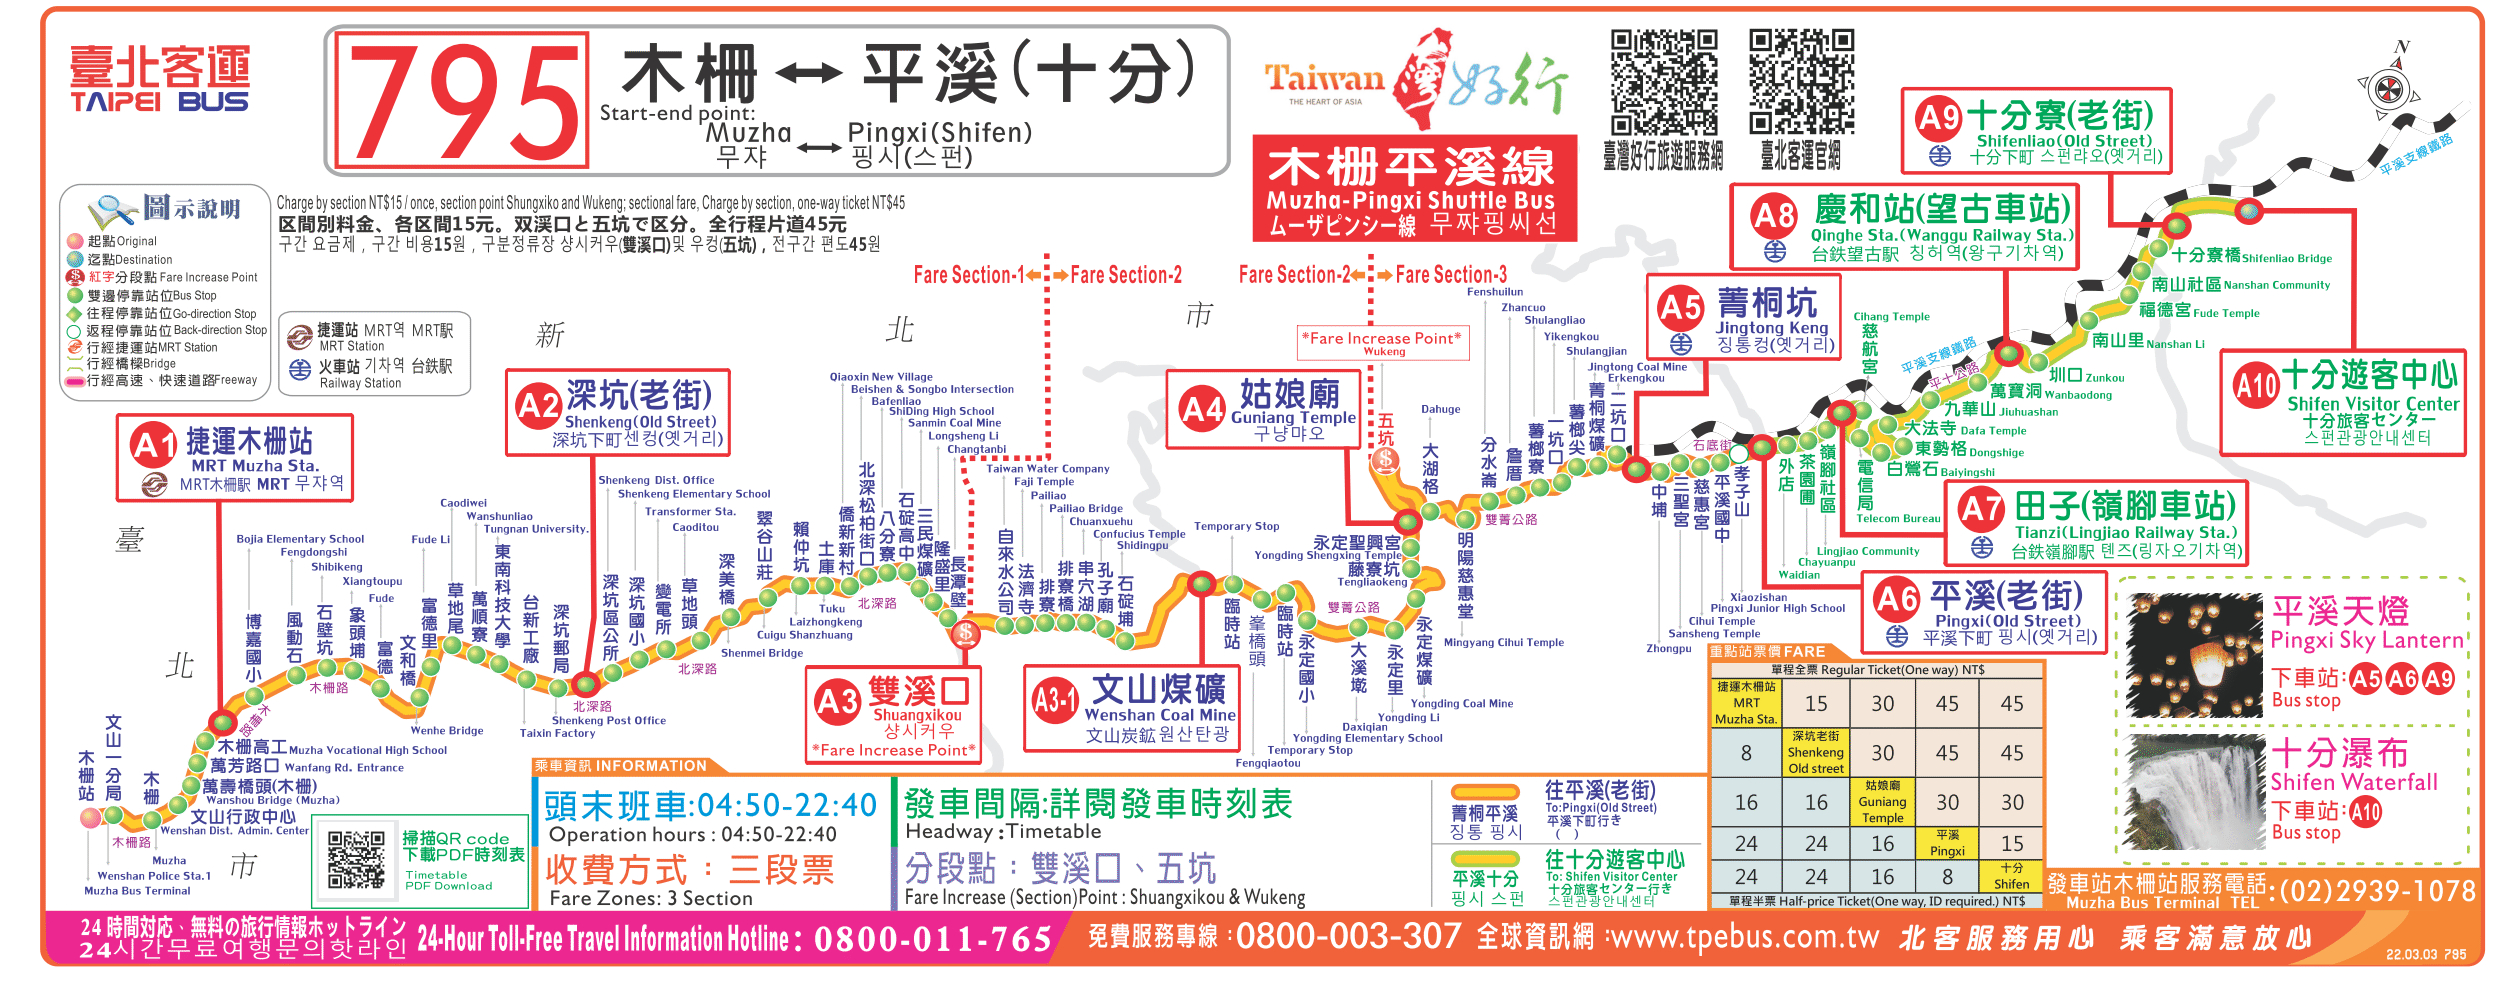 臺北客運
TAIPEI BUS
795
木柵 ↔ 平溪(十分)
Start-end point:
Muzha ↔ Pingxi(Shifen)
무쟈 핑시(스펀)
Taiwan
THE HEART OF ASIA
台灣好行
木柵平溪線
Muzha-Pingxi Shuttle Bus
ムーザピンシー線 무쨔핑씨선
臺灣好行旅遊服務網
臺北客運官網
N
圖示說明
起點Original
迄點Destination
紅字分段點 Fare Increase Point
雙邊停靠站位Bus Stop
往程停靠站位Go-direction Stop
返程停靠站位 Back-direction Stop
行經捷運站MRT Station
行經橋樑Bridge
行經高速、快速道路Freeway
捷運站 MRT역 MRT駅
MRT Station
火車站 기차역 台鉄駅
Railway Station
Charge by section NT$15 / once, section point Shungxiko and Wukeng; sectional fare, Charge by section, one-way ticket NT$45
区間別料金、各区間15元。双溪口と五坑で区分。全行程片道45元
구간 요금제 , 구간 비용15원 , 구분정류장 샹시커우(雙溪口)및 우컹(五坑) , 전구간 편도45원
Fare Section-1 Fare Section-2
Fare Section-2 Fare Section-3
臺北市
新北市
A1 捷運木柵站
MRT Muzha Sta.
MRT木柵駅 MRT 무쟈역
A2 深坑(老街)
Shenkeng(Old Street)
深坑下町센컹(옛거리)
A3 雙溪口
Shuangxikou
샹시커우
*Fare Increase Point*
A3-1 文山煤礦
Wenshan Coal Mine
文山炭鉱 원산탄광
A4 姑娘廟
Guniang Temple
구냥먀오
*Fare Increase Point*
Wukeng
五坑
A5 菁桐坑
Jingtong Keng
징통컹(옛거리)
A6 平溪(老街)
Pingxi(Old Street)
平溪下町 핑시(옛거리)
A7 田子(嶺腳車站)
Tianzi(Lingjiao Railway Sta.)
台鉄嶺腳駅 톈즈(링자오기차역)
A8 慶和站(望古車站)
Qinghe Sta.(Wanggu Railway Sta.)
台鉄望古駅 칭허역(왕구기차역)
A9 十分寮(老街)
Shifenliao(Old Street)
十分下町 스펀랴오(옛거리)
A10 十分遊客中心
Shifen Visitor Center
十分旅客センター
스펀관광안내센터
木柵站
Muzha Bus Terminal
文山一分局
Wenshan Police Sta.1
木柵
Muzha
文山行政中心
Wenshan Dist. Admin. Center
萬壽橋頭(木柵)
Wanshou Bridge (Muzha)
萬芳路口 Wanfang Rd. Entrance
木柵高工 Muzha Vocational High School
木柵路
木柵路
木柵路
博嘉國小
Bojia Elementary School
風動石
Fengdongshi
石壁坑
Shibikeng
象頭埔
Xiangtoupu
富德
Fude
文和橋
Wenhe Bridge
富德里
Fude Li
草地尾
Caodiwei
萬順寮
Wanshunliao
東南科技大學
Tungnan University.
台新工廠
Taixin Factory
深坑郵局
Shenkeng Post Office
北深路
深坑區公所
Shenkeng Dist. Office
深坑國小
Shenkeng Elementary School
變電所
Transformer Sta.
草地頭
Caoditou
北深路
深美橋
Shenmei Bridge
翠谷山莊
Cuigu Shanzhuang
賴仲坑
Laizhongkeng
土庫
Tuku
僑新新村
Qiaoxin New Village
北深松柏街口
Beishen & Songbo Intersection
八分寮
Bafenliao
石碇高中
ShiDing High School
三民煤礦
Sanmin Coal Mine
隆盛里
Longsheng Li
長潭壁
Changtanbi
北深路
自來水公司
Taiwan Water Company
法濟寺
Faji Temple
排寮
Pailiao
排寮橋
Pailiao Bridge
串穴湖
Chuanxuehu
孔子廟
Confucius Temple
石碇埔
Shidingpu
臨時站
Temporary Stop
峯橋頭
Fengqiaotou
臨時站
Temporary Stop
永定國小
Yongding Elementary School
大溪墘
Daxiqian
永定里
Yongding Li
永定煤礦
Yongding Coal Mine
雙菁公路
藤寮坑
Tengliaokeng
永定聖興宮
Yongding Shengxing Temple
大湖格
Dahuge
明陽慈惠堂
Mingyang Cihui Temple
雙菁公路
分水崙
Fenshuilun
詹厝
Zhancuo
薯榔寮
Shulangliao
一坑口
Yikengkou
薯榔尖
Shulangjian
菁桐煤礦
Jingtong Coal Mine
二坑口
Erkengkou
中埔
Zhongpu
三聖宮
Sansheng Temple
慈惠宮
Cihui Temple
平溪國中
Pingxi Junior High School
孝子山
Xiaozishan
石底街
外店
Waidian
茶園圃
Chayuanpu
嶺腳社區
Lingjiao Community
慈航宮
Cihang Temple
電信局
Telecom Bureau
白鶯石 Baiyingshi
東勢格 Dongshige
大法寺 Dafa Temple
九華山 Jiuhuashan
萬寶洞 Wanbaodong
圳口 Zunkou
南山里 Nanshan Li
福德宮 Fude Temple
南山社區 Nanshan Community
十分寮橋 Shifenliao Bridge
平溪支線鐵路
平溪支線鐵路
平十公路
掃描QR code
下載PDF時刻表
Timetable
PDF Download
乘車資訊 INFORMATION
頭末班車:04:50-22:40
Operation hours : 04:50-22:40
收費方式 : 三段票
Fare Zones: 3 Section
發車間隔:詳閱發車時刻表
Headway : Timetable
分段點 : 雙溪口、五坑
Fare Increase (Section)Point : Shuangxikou & Wukeng
菁桐平溪
징통 핑시
往平溪(老街)
To:Pingxi(Old Street)
平溪下町行き
( )
平溪十分
핑시 스펀
往十分遊客中心
To: Shifen Visitor Center
十分旅客センター行き
스펀관광안내센터
重點站票價 FARE
單程全票 Regular Ticket(One way) NT$
捷運木柵站 MRT Muzha Sta. 15 30 45 45
8 深坑老街 Shenkeng Old street 30 45 45
16 16 姑娘廟 Guniang Temple 30 30
24 24 16 平溪 Pingxi 15
24 24 16 8 十分 Shifen
單程半票 Half-price Ticket(One way, ID required.) NT$
平溪天燈
Pingxi Sky Lantern
下車站: A5 A6 A9
Bus stop
十分瀑布
Shifen Waterfall
下車站: A10
Bus stop
發車站木柵站服務電話:(02)2939-1078
Muzha Bus Terminal TEL
24 時間対応、無料の旅行情報ホットライン
24시간무료여행문의핫라인
24-Hour Toll-Free Travel Information Hotline: 0800-011-765
免費服務專線 :0800-003-307 全球資訊網 :www.tpebus.com.tw 北客服務用心 乘客滿意放心
22.03.03 795